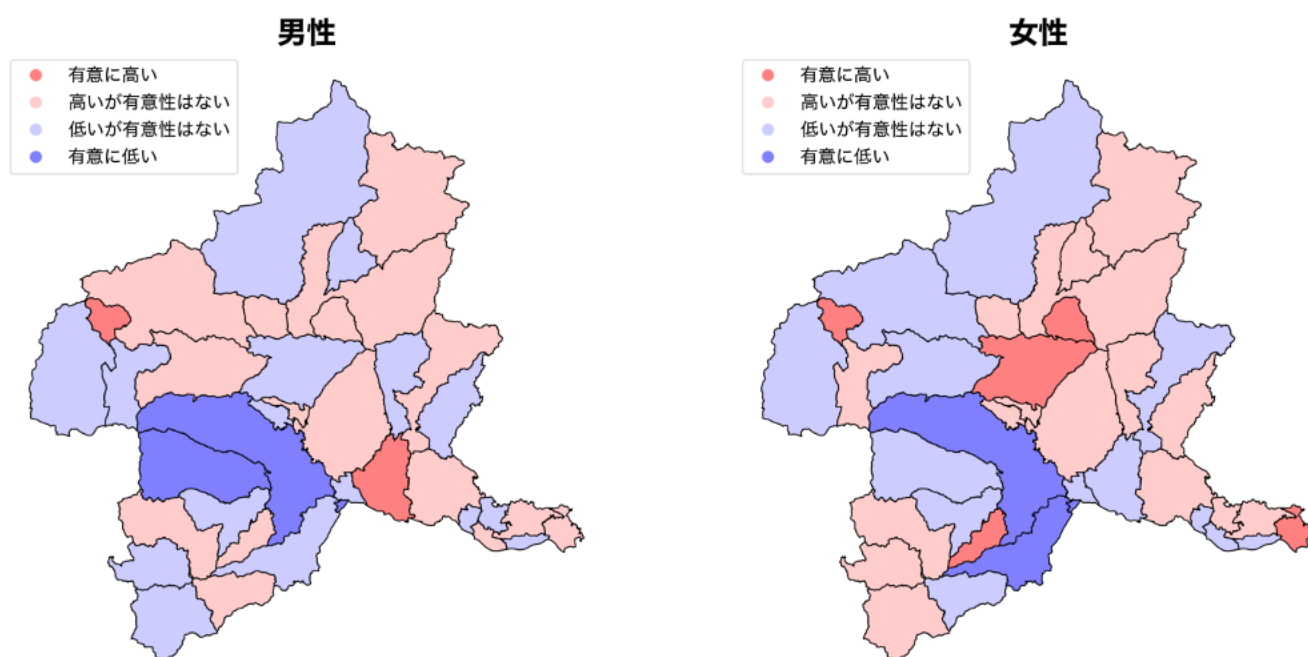 男性
有意に高い
高いが有意性はない
低いが有意性はない
有意に低い
女性
有意に高い
高いが有意性はない
低いが有意性はない
有意に低い